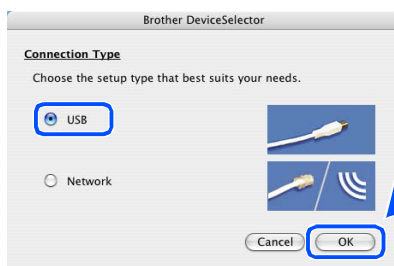 Brother DeviceSelector
Connection Type
Choose the setup type that best suits your needs.
USB
Network
Cancel
OK